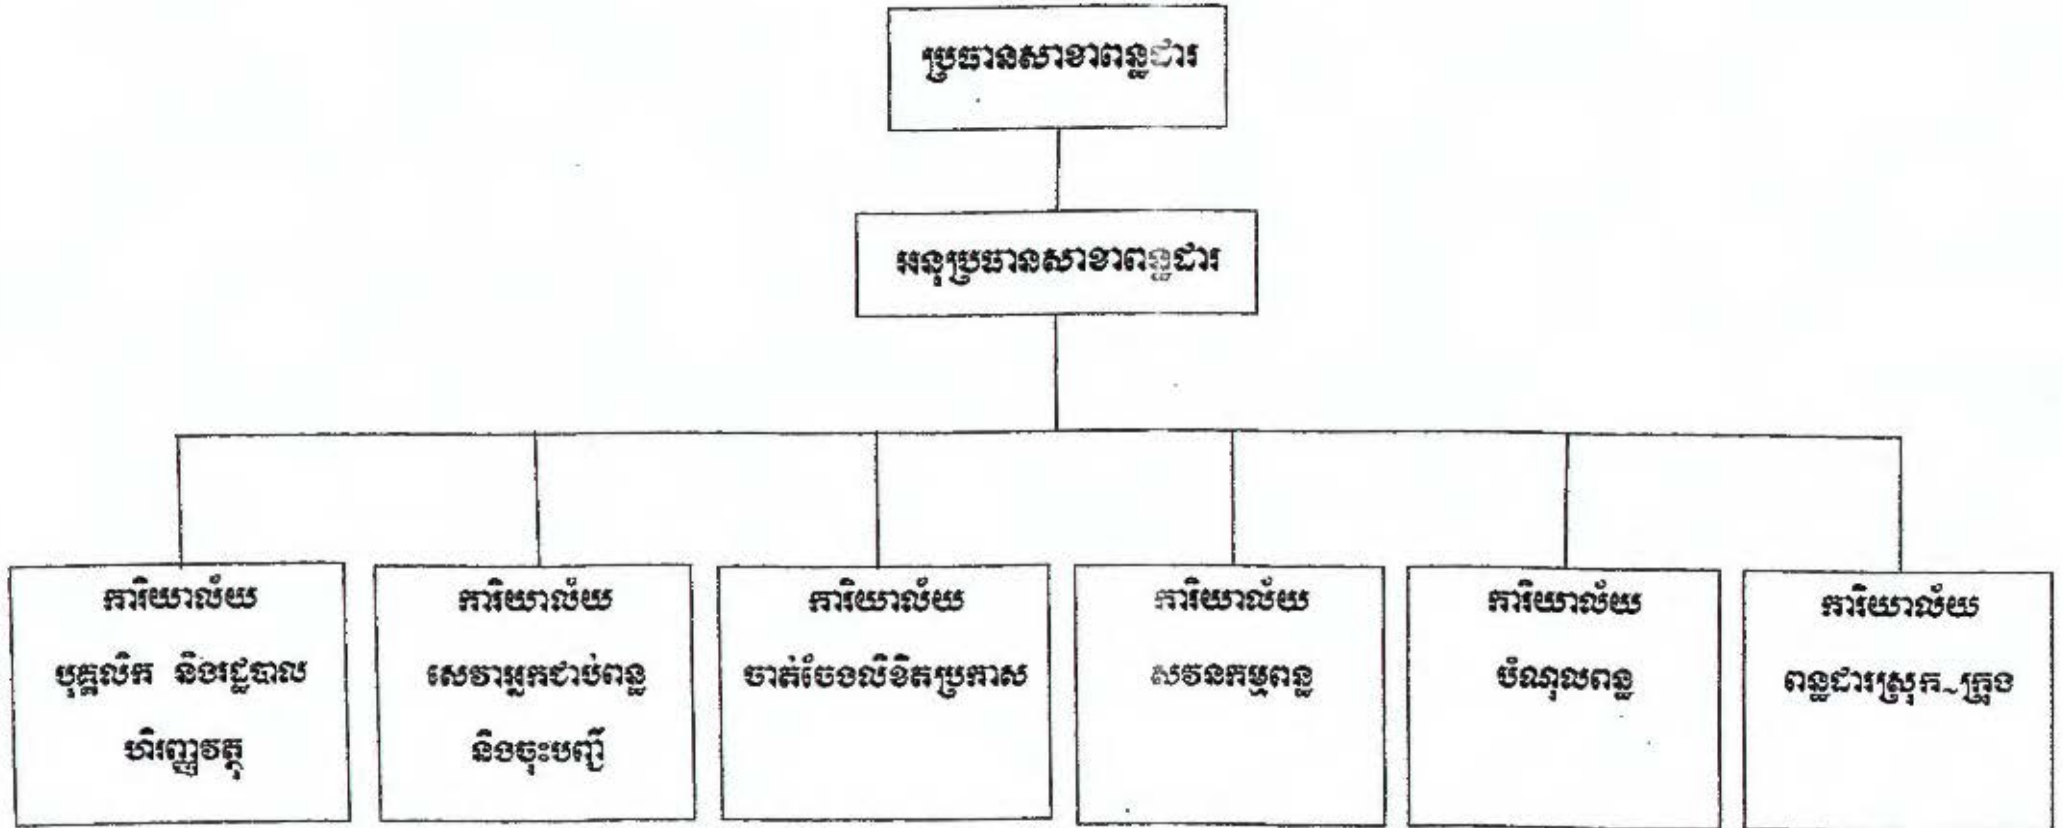 ប្រធានសាខាពន្ធដារ
អនុប្រធានសាខាពន្ធដារ
ការិយាល័យ
បុគ្គលិក និងរដ្ឋបាល
ហិរញ្ញវត្ថុ
ការិយាល័យ
សេវាអ្នកជាប់ពន្ធ
និងចុះបញ្ជី
ការិយាល័យ
ចាត់ចែងលិខិតប្រកាស
ការិយាល័យ
សវនកម្មពន្ធ
ការិយាល័យ
បំណុលពន្ធ
ការិយាល័យ
ពន្ធដារស្រុក~ក្រុង